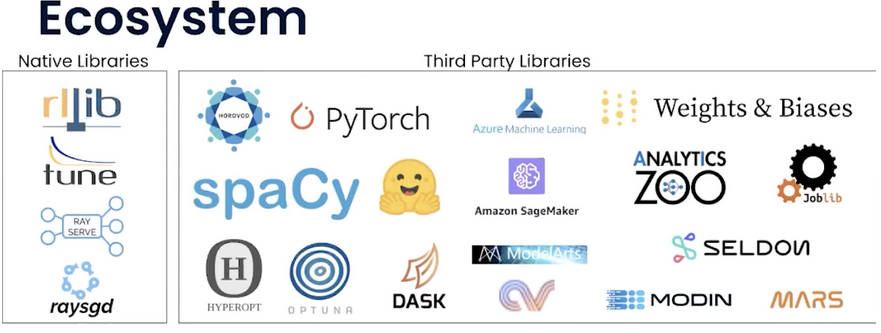 Ecosystem
Native Libraries
Third Party Libraries
rllib
tune
RAY
SERVE
raysgd
HOROVOD
PyTorch
Azure Machine Learning
Weights & Biases
spaCy
Amazon SageMaker
ANALYTICS
ZOO
Joblib
H
HYPEROPT
OPTUNA
DASK
ModelArts
SELDON
MODIN
MARS